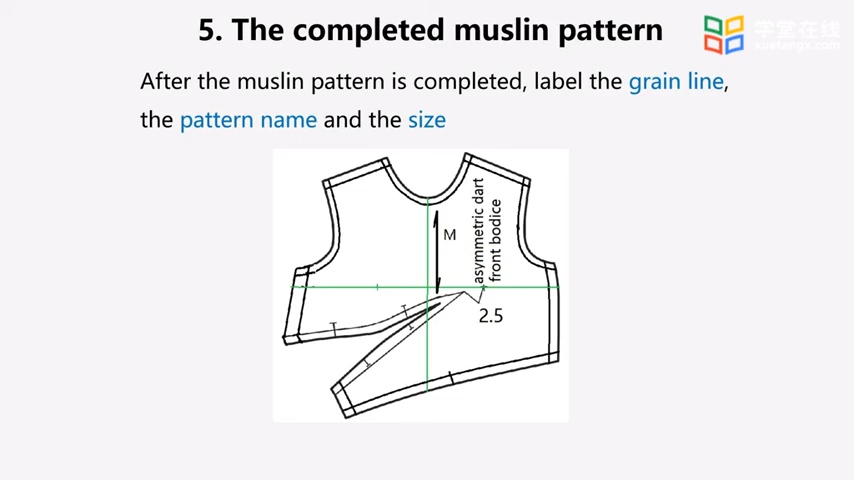 5. The completed muslin pattern
学堂在线
xuetangx.com
After the muslin pattern is completed, label the grain line,
the pattern name and the size
M
asymmetric dart
front bodice
2.5